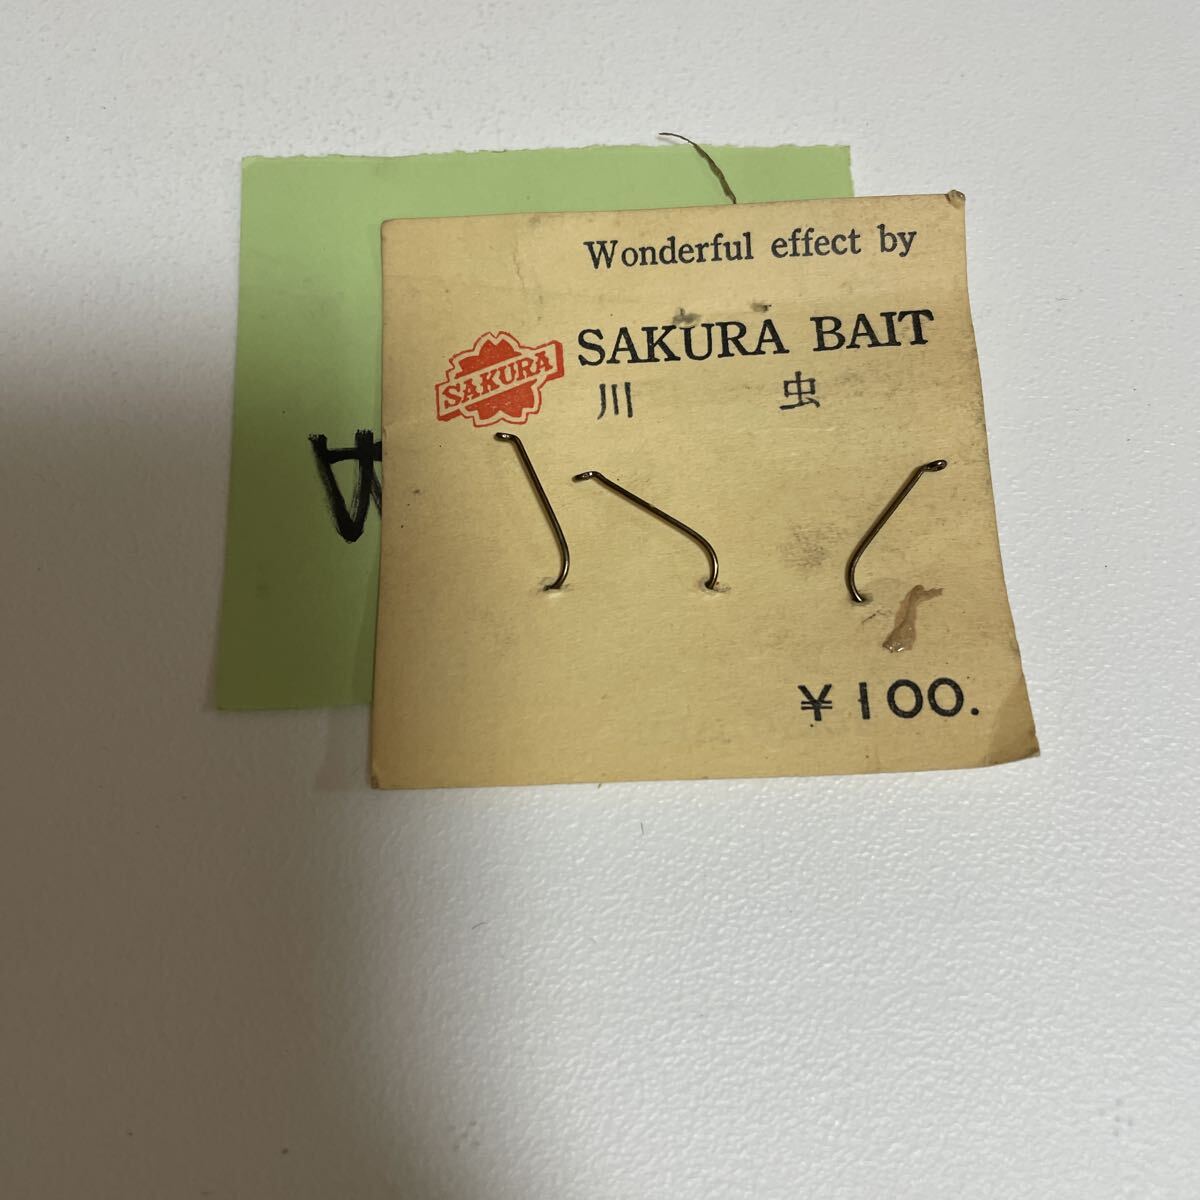 Wonderful effect by
SAKURA BAIT
SAKURA
川 虫
¥100.